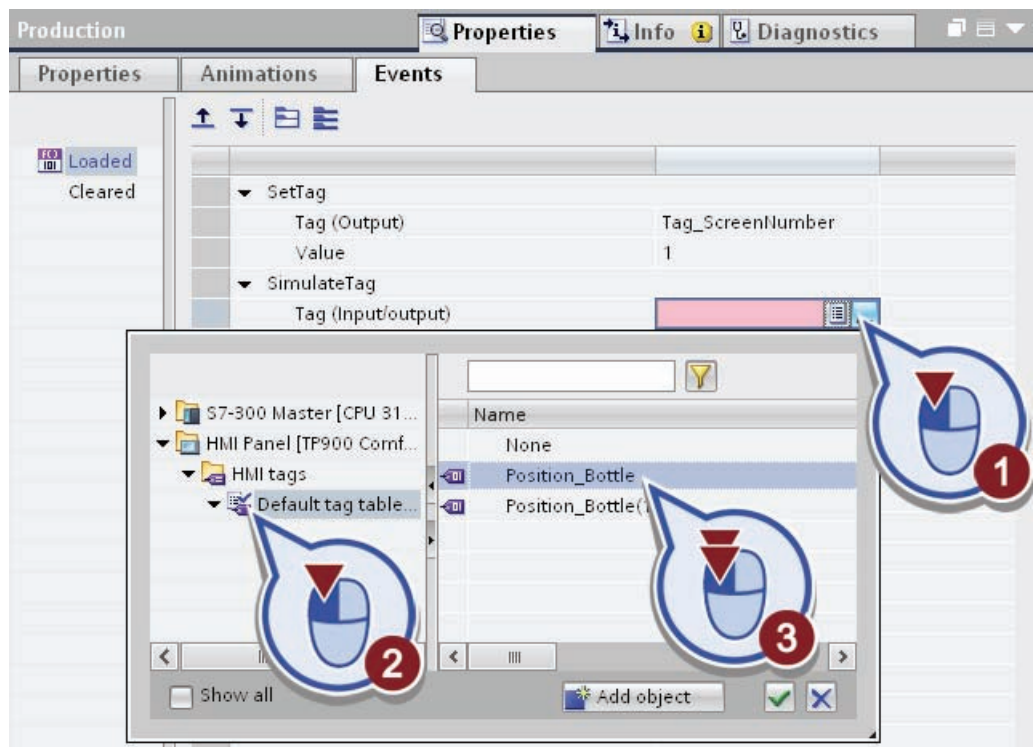 Production Properties Info Diagnostics
Properties Animations Events
Loaded
Cleared
SetTag
Tag (Output) Tag_ScreenNumber
Value 1
SimulateTag
Tag (Input/output)
1
Name
S7-300 Master [CPU 31...
None
HMI Panel [TP900 Comf...
HMI tags
Position_Bottle
Default tag table...
Position_Bottle(
2
3
Show all
Add object